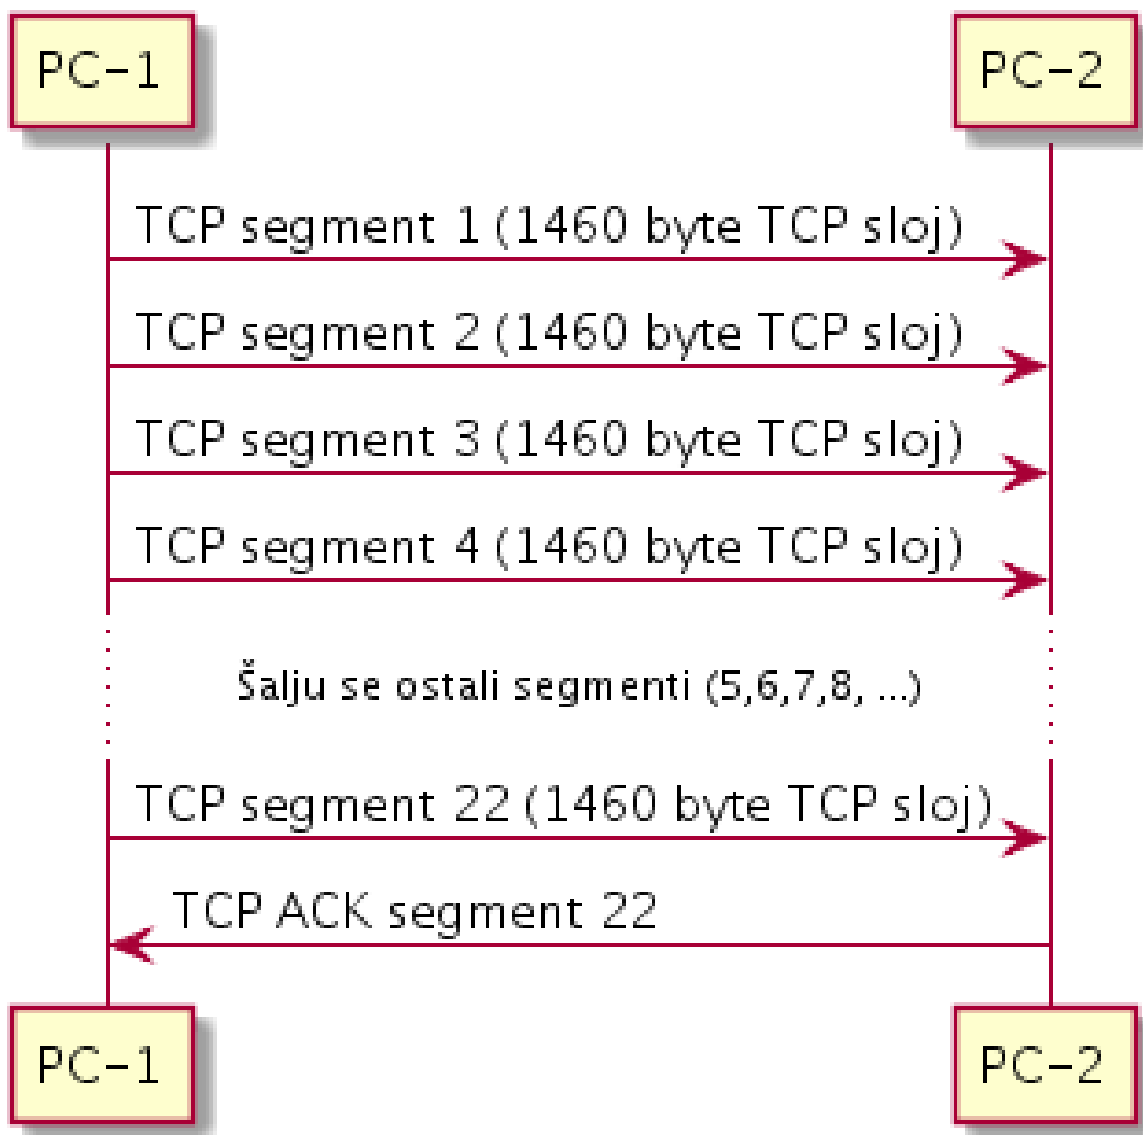 PC-1
PC-2
TCP segment 1 (1460 byte TCP sloj)
TCP segment 2 (1460 byte TCP sloj)
TCP segment 3 (1460 byte TCP sloj)
TCP segment 4 (1460 byte TCP sloj)
Šalju se ostali segmenti (5,6,7,8, ...)
TCP segment 22 (1460 byte TCP sloj)
TCP ACK segment 22
PC-1
PC-2